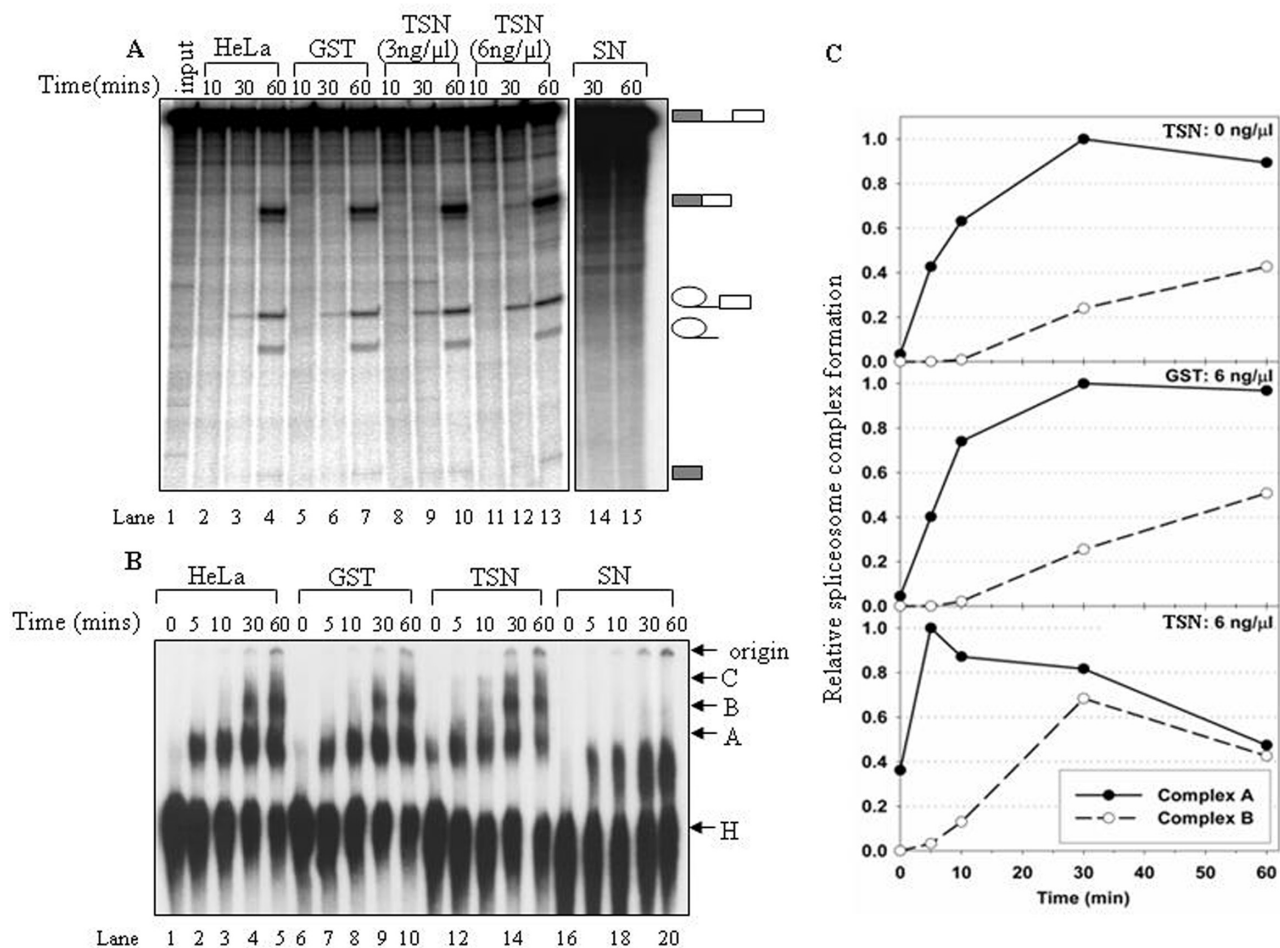 A
input
HeLa
GST
TSN
(3ng/µl)
TSN
(6ng/µl)
SN
Time(mins)
10 30 60 10 30 60 10 30 60 10 30 60 30 60
Lane 1 2 3 4 5 6 7 8 9 10 11 12 13 14 15
B
HeLa GST TSN SN
Time (mins) 0 5 10 30 60 0 5 10 30 60 0 5 10 30 60 0 5 10 30 60
origin
C
B
A
H
Lane 1 2 3 4 5 6 7 8 9 10 12 14 16 18 20
C
Relative spliceosome complex formation
TSN: 0 ng/µl
1.0
0.8
0.6
0.4
0.2
0.0
GST: 6 ng/µl
1.0
0.8
0.6
0.4
0.2
0.0
TSN: 6 ng/µl
1.0
0.8
0.6
0.4
0.2
0.0
Complex A
Complex B
0 10 20 30 40 50 60
Time (min)